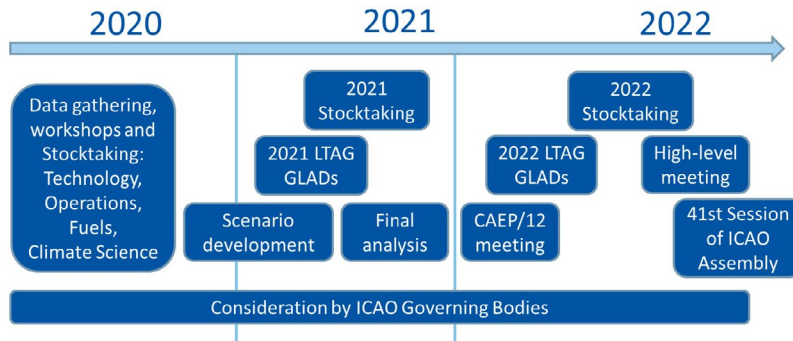 2020
2021
2022
Data gathering,
workshops and
Stocktaking:
Technology,
Operations,
Fuels,
Climate Science
2021
Stocktaking
2022
Stocktaking
2021 LTAG
GLADs
2022 LTAG
GLADs
High-level
meeting
Scenario
development
Final
analysis
CAEP/12
meeting
41st Session
of ICAO
Assembly
Consideration by ICAO Governing Bodies